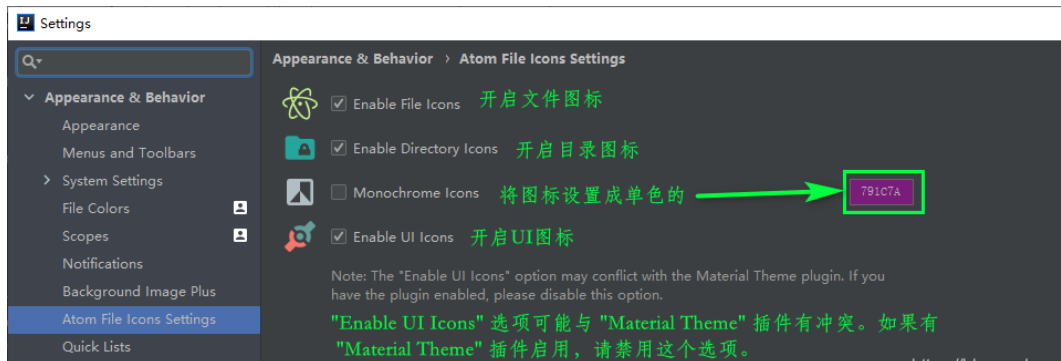 IJ Settings
Appearance & Behavior
Appearance
Menus and Toolbars
System Settings
File Colors
Scopes
Notifications
Background Image Plus
Atom File Icons Settings
Quick Lists
Appearance & Behavior › Atom File Icons Settings
Enable File Icons 开启文件图标
Enable Directory Icons 开启目录图标
Monochrome Icons 将图标设置成单色的 791C7A
Enable UI Icons 开启UI图标
Note: The "Enable UI Icons" option may conflict with the Material Theme plugin. If you
have the plugin enabled, please disable this option.
"Enable UI Icons" 选项可能与 "Material Theme" 插件有冲突。如果有
"Material Theme" 插件启用，请禁用这个选项。